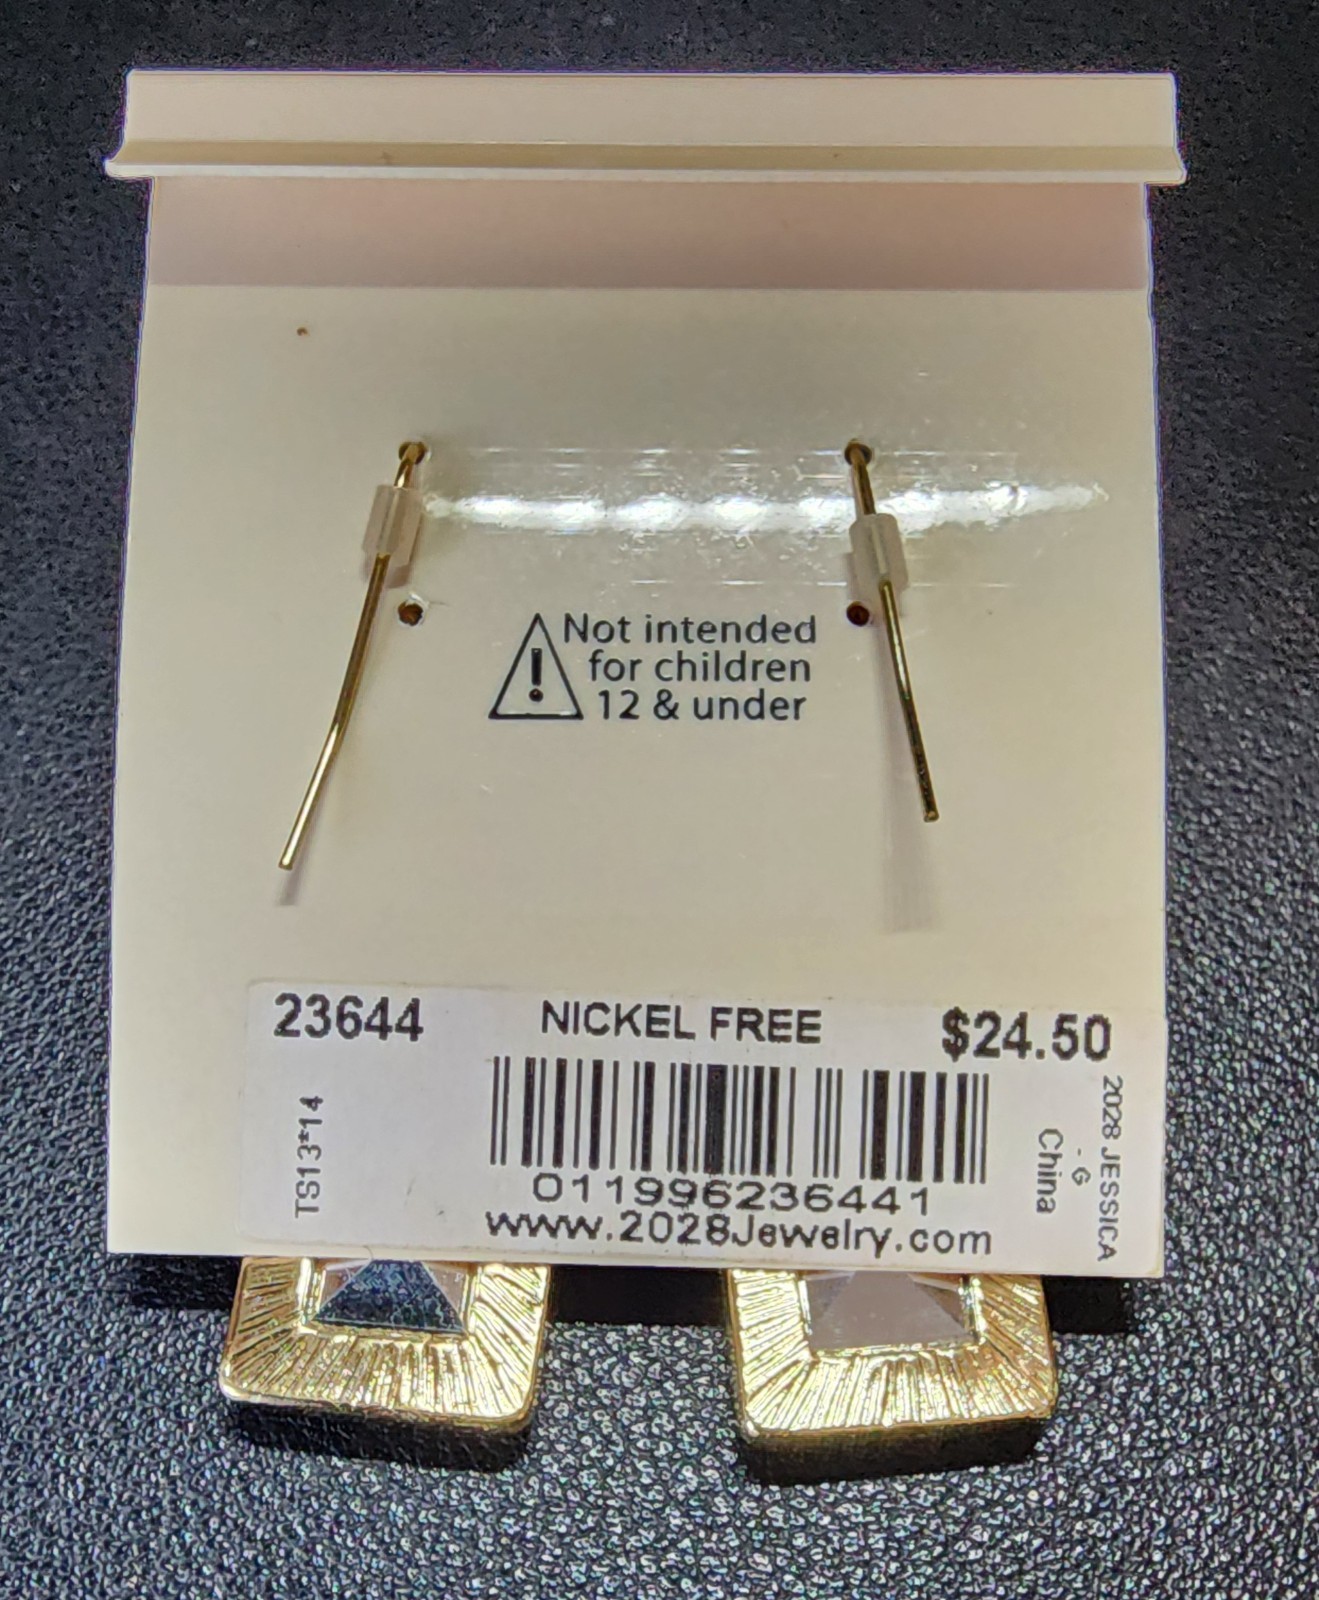 Not intended
for children
12 & under
23644
NICKEL FREE
$24.50
TS13*14
011996236441
www.2028Jewelry.com
2028 JESSICA
- G
China